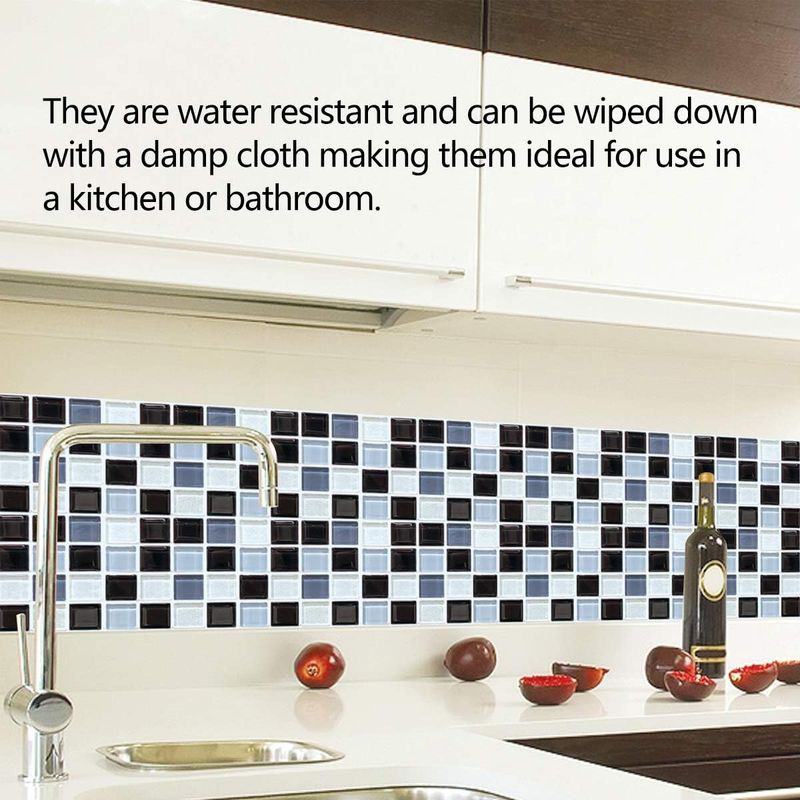 They are water resistant and can be wiped down
with a damp cloth making them ideal for use in
a kitchen or bathroom.